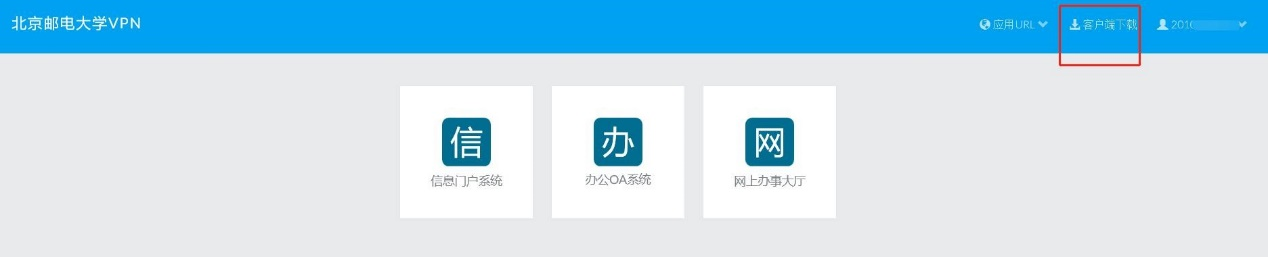 北京邮电大学VPN
应用URL
客户端下载
2010
信
办
网
信息门户系统
办公OA系统
网上办事大厅